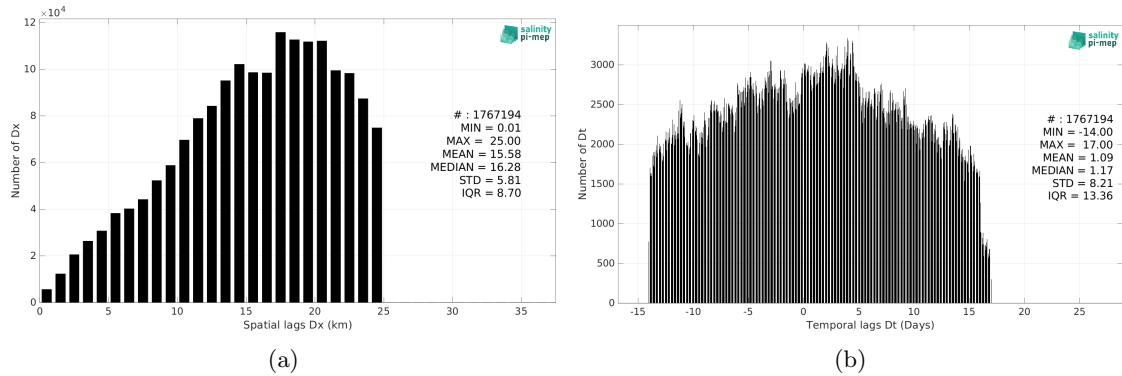 ×10⁴
salinity
pi-mep
12
10
8
6
4
2
0
Number of Dx
# : 1767194
MIN = 0.01
MAX = 25.00
MEAN = 15.58
MEDIAN = 16.28
STD = 5.81
IQR = 8.70
0 5 10 15 20 25 30 35
Spatial lags Dx (km)
(a)
salinity
pi-mep
3000
2500
2000
1500
1000
500
0
Number of Dt
# : 1767194
MIN = -14.00
MAX = 17.00
MEAN = 1.09
MEDIAN = 1.17
STD = 8.21
IQR = 13.36
-15 -10 -5 0 5 10 15 20 25
Temporal lags Dt (Days)
(b)